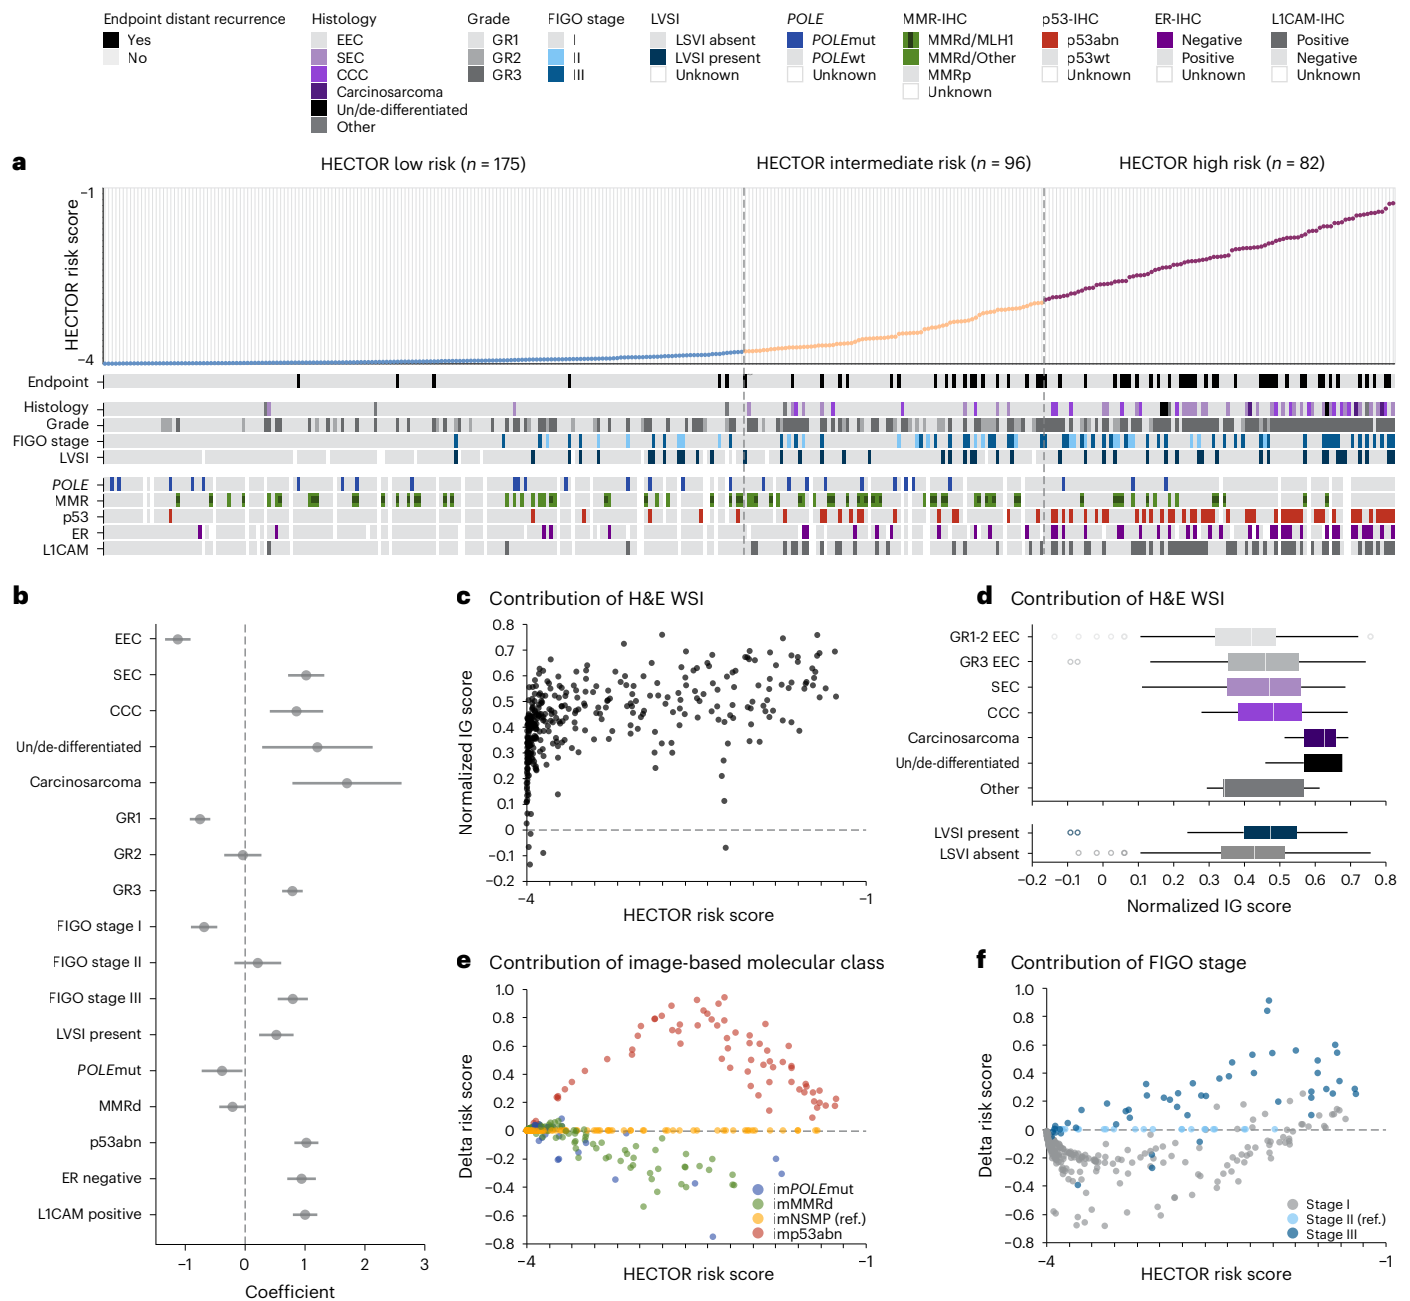 Endpoint distant recurrence
Yes
No
Histology
EEC
SEC
CCC
Carcinosarcoma
Un/de-differentiated
Other
Grade
GR1
GR2
GR3
FIGO stage
I
II
III
LVSI
LSVI absent
LVSI present
Unknown
POLE
POLEmut
POLEwt
Unknown
MMR-IHC
MMRd/MLH1
MMRd/Other
MMRp
Unknown
p53-IHC
p53abn
p53wt
Unknown
ER-IHC
Negative
Positive
Unknown
L1CAM-IHC
Positive
Negative
Unknown
a
HECTOR low risk (n = 175)
HECTOR intermediate risk (n = 96)
HECTOR high risk (n = 82)
HECTOR risk score
−1
−4
Endpoint
Histology
Grade
FIGO stage
LVSI
POLE
MMR
p53
ER
L1CAM
b
EEC
SEC
CCC
Un/de-differentiated
Carcinosarcoma
GR1
GR2
GR3
FIGO stage I
FIGO stage II
FIGO stage III
LVSI present
POLEmut
MMRd
p53abn
ER negative
L1CAM positive
−1 0 1 2 3
Coefficient
c Contribution of H&E WSI
Normalized IG score
0.8
0.7
0.6
0.5
0.4
0.3
0.2
0.1
0
−0.1
−0.2
−4 −1
HECTOR risk score
d Contribution of H&E WSI
GR1-2 EEC
GR3 EEC
SEC
CCC
Carcinosarcoma
Un/de-differentiated
Other
LVSI present
LSVI absent
−0.2 −0.1 0 0.1 0.2 0.3 0.4 0.5 0.6 0.7 0.8
Normalized IG score
e Contribution of image-based molecular class
Delta risk score
1.0
0.8
0.6
0.4
0.2
0
−0.2
−0.4
−0.6
−0.8
imPOLEmut
imMMRd
imNSMP (ref.)
imp53abn
−4 −1
HECTOR risk score
f Contribution of FIGO stage
Delta risk score
1.0
0.8
0.6
0.4
0.2
0
−0.2
−0.4
−0.6
−0.8
Stage I
Stage II (ref.)
Stage III
−4 −1
HECTOR risk score